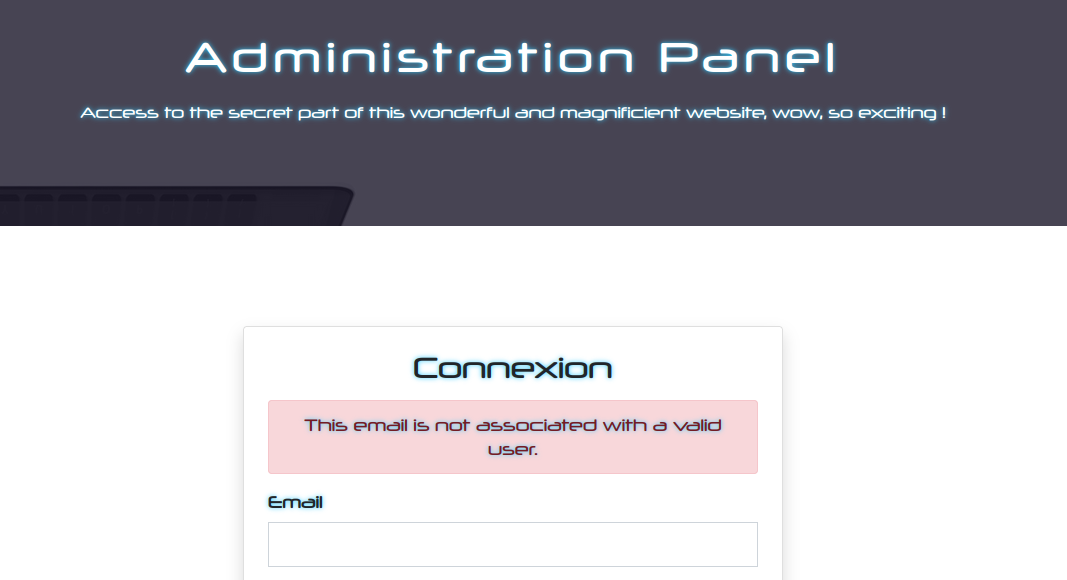 Administration Panel
Access to the secret part of this wonderful and magnificient website, wow, so exciting !
Connexion
This email is not associated with a valid
user.
Email